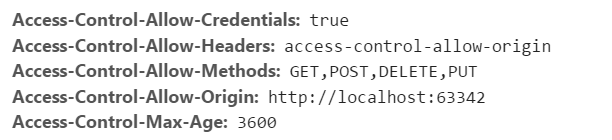 Access-Control-Allow-Credentials: true
Access-Control-Allow-Headers: access-control-allow-origin
Access-Control-Allow-Methods: GET,POST,DELETE,PUT
Access-Control-Allow-Origin: http://localhost:63342
Access-Control-Max-Age: 3600